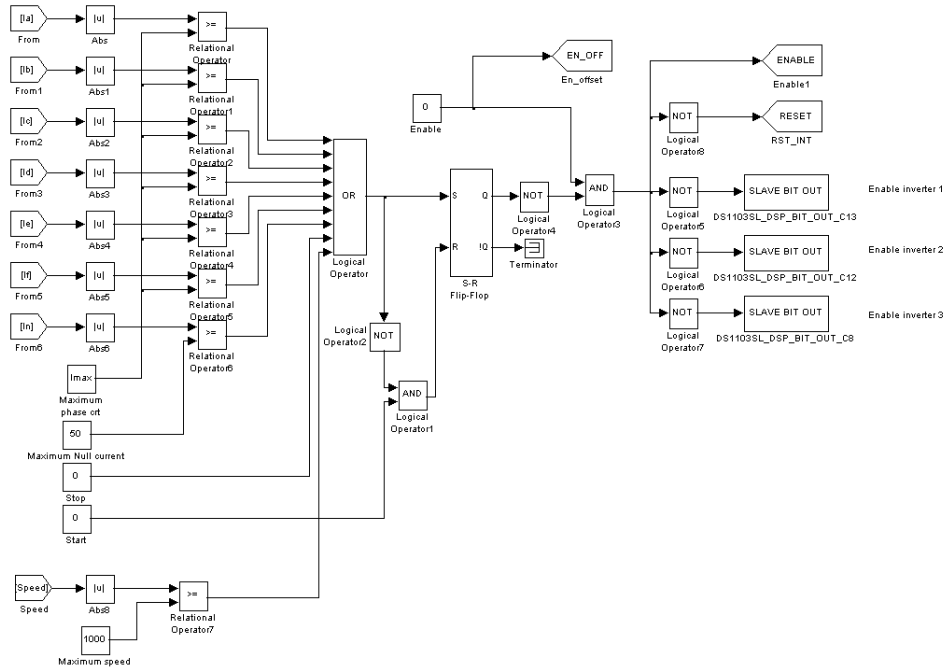 [Ia]
From
|u|
Abs
>=
Relational
Operator
[Ib]
From1
|u|
Abs1
>=
Relational
Operator1
[Ic]
From2
|u|
Abs2
>=
Relational
Operator2
[Id]
From3
|u|
Abs3
>=
Relational
Operator3
[Ie]
From4
|u|
Abs4
>=
Relational
Operator4
[If]
From5
|u|
Abs5
>=
Relational
Operator5
[In]
From6
|u|
Abs6
>=
Relational
Operator6
Imax
Maximum
phase crt
50
Maximum Null current
0
Stop
0
Start
[Speed]
Speed
|u|
Abs8
>=
Relational
Operator7
1000
Maximum speed
OR
Logical
Operator
Logical
Operator2
NOT
AND
Logical
Operator1
0
Enable
EN_OFF
En_offset
S
Q
R
!Q
S-R
Flip-Flop
NOT
Logical
Operator4
Terminator
AND
Logical
Operator3
ENABLE
Enable1
NOT
Logical
Operator8
RESET
RST_INT
NOT
Logical
Operator5
SLAVE BIT OUT
DS1103SL_DSP_BIT_OUT_C13
Enable inverter 1
NOT
Logical
Operator6
SLAVE BIT OUT
DS1103SL_DSP_BIT_OUT_C12
Enable inverter 2
NOT
Logical
Operator7
SLAVE BIT OUT
DS1103SL_DSP_BIT_OUT_C8
Enable inverter 3